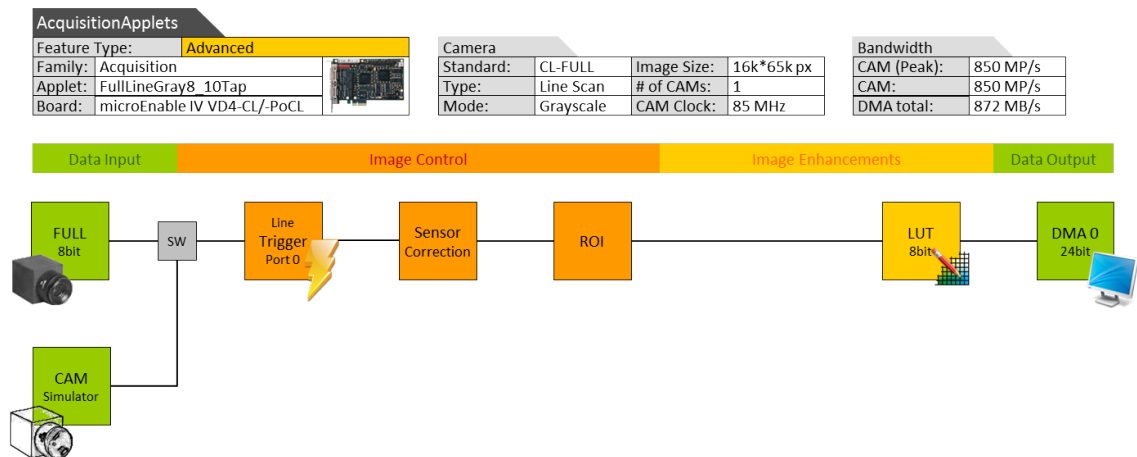 AcquisitionApplets
Feature Type: Advanced
Family: Acquisition
Applet: FullLineGray8_10Tap
Board: microEnable IV VD4-CL/-PoCL
Camera
Standard: CL-FULL Image Size: 16k*65k px
Type: Line Scan # of CAMs: 1
Mode: Grayscale CAM Clock: 85 MHz
Bandwidth
CAM (Peak): 850 MP/s
CAM: 850 MP/s
DMA total: 872 MB/s
Data Input Image Control Image Enhancements Data Output
FULL
8bit
SW
Line
Trigger
Port 0
Sensor
Correction
ROI
LUT
8bit
DMA 0
24bit
CAM
Simulator